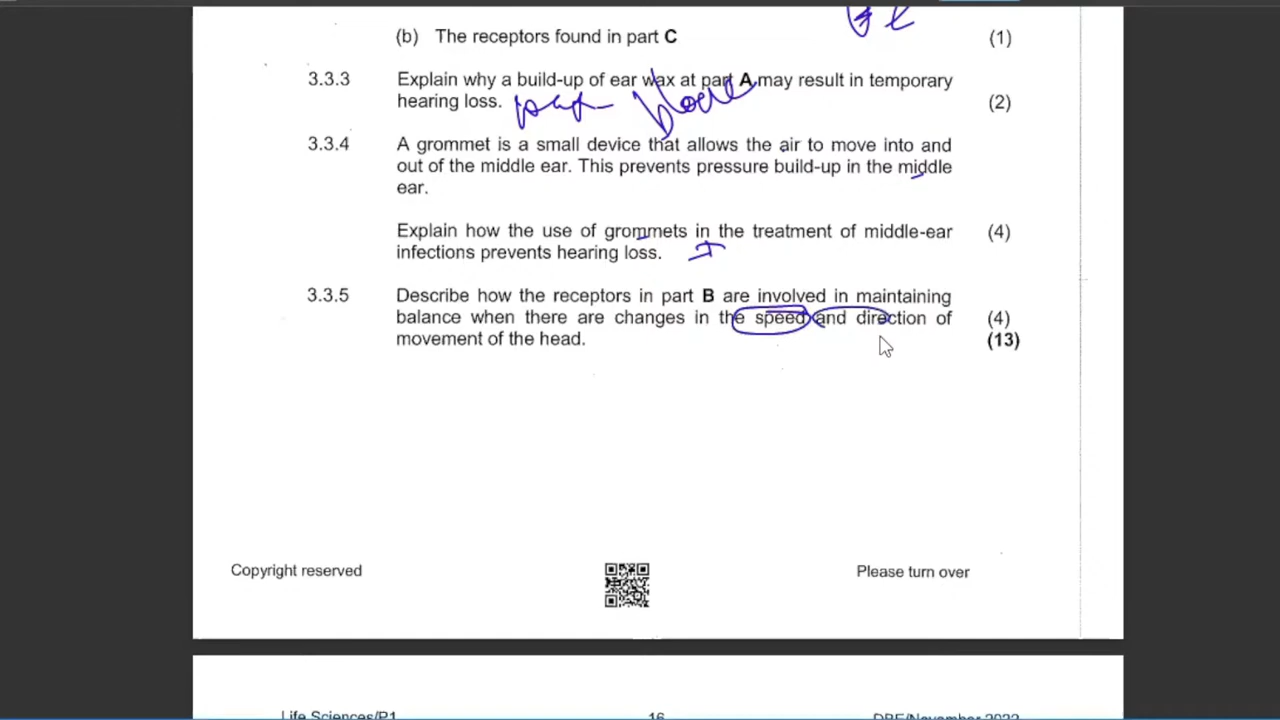 (b) The receptors found in part C (1)
3.3.3 Explain why a build-up of ear wax at part A may result in temporary
hearing loss. (2)
3.3.4 A grommet is a small device that allows the air to move into and
out of the middle ear. This prevents pressure build-up in the middle
ear.
Explain how the use of grommets in the treatment of middle-ear (4)
infections prevents hearing loss.
3.3.5 Describe how the receptors in part B are involved in maintaining
balance when there are changes in the speed and direction of (4)
movement of the head. (13)
Copyright reserved Please turn over
Life Sciences/P1 16 DBE/November 2022